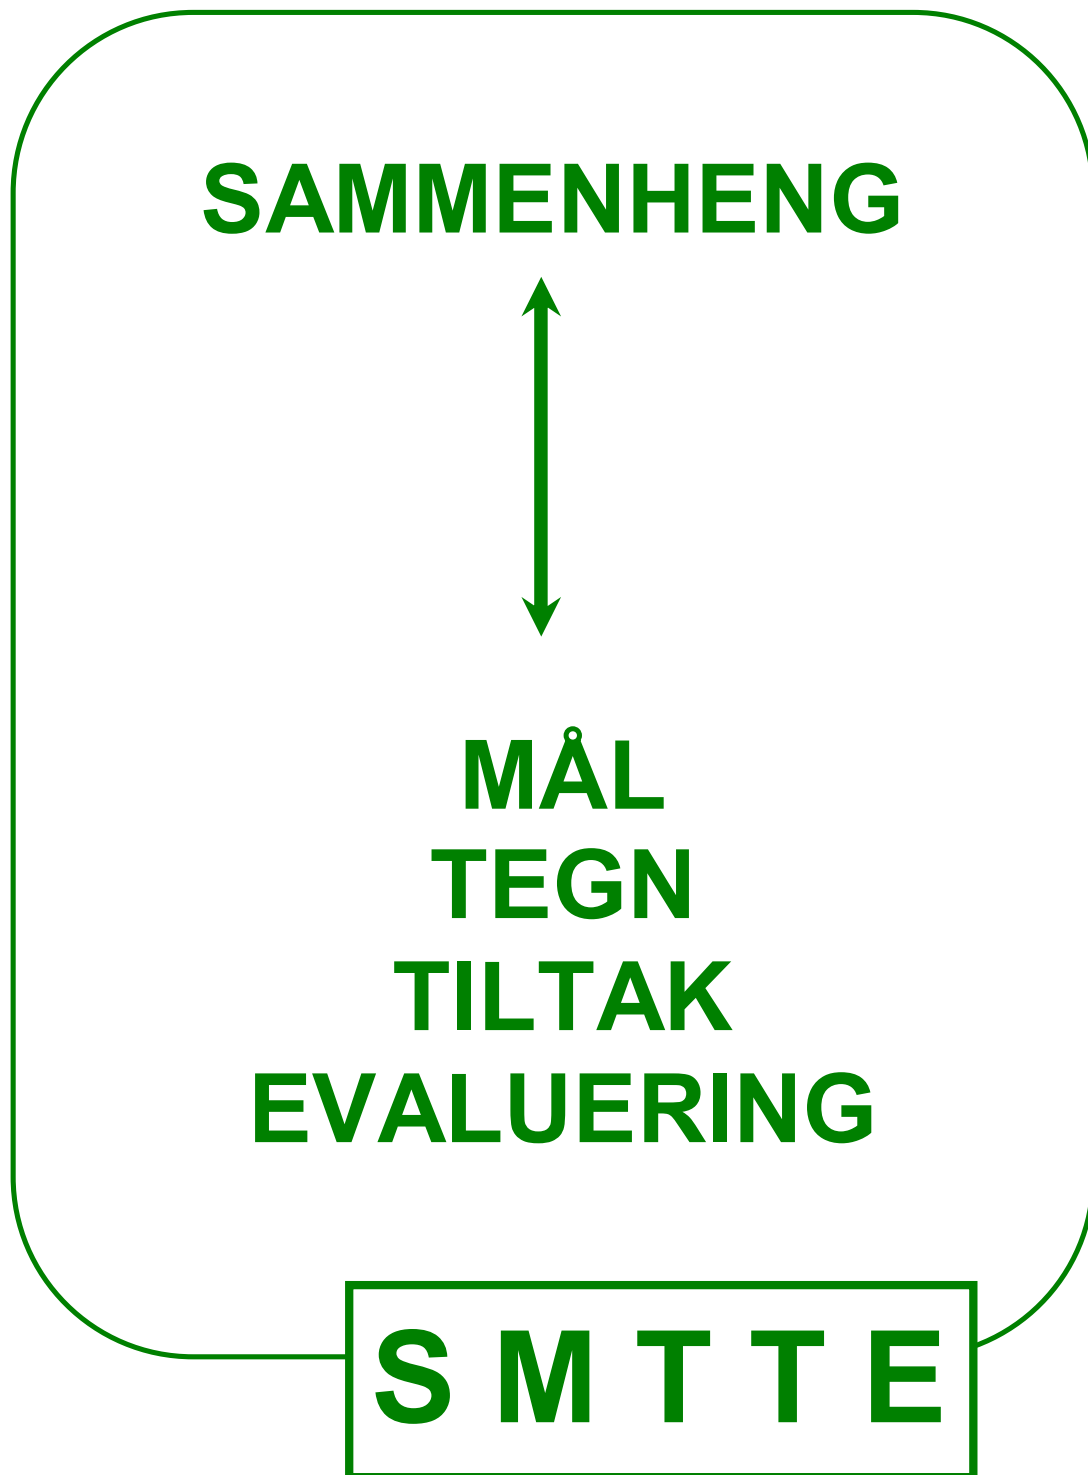 SAMMENHENG
MÅL
TEGN
TILTAK
EVALUERING
S M T T E